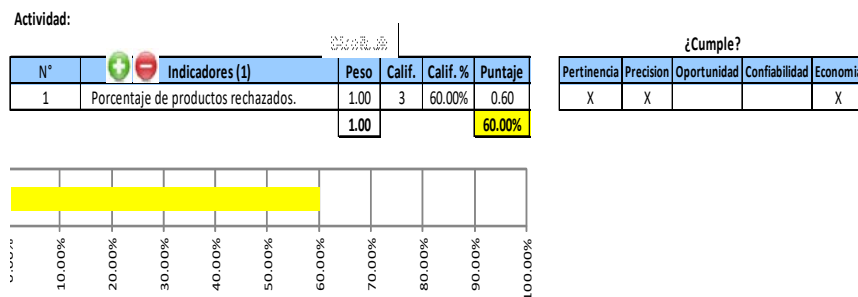 Actividad:
¿Cumple?
N° Indicadores (1) Peso Calif. Calif. % Puntaje Pertinencia Precision Oportunidad Confiabilidad Economia
1 Porcentaje de productos rechazados. 1.00 3 60.00% 0.60 X X X
1.00 60.00%
0.00% 10.00% 20.00% 30.00% 40.00% 50.00% 60.00% 70.00% 80.00% 90.00% 100.00%